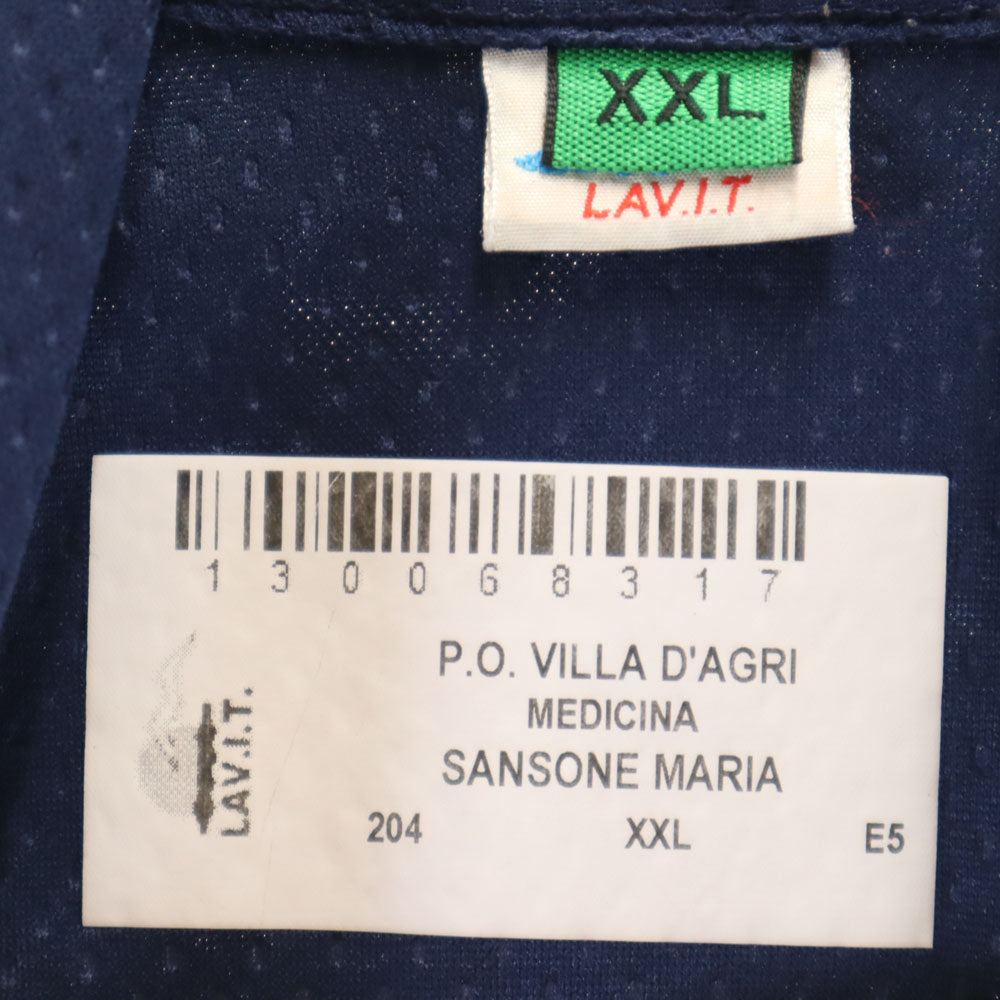 XXL
LAV.I.T.
130068317
P.O. VILLA D'AGRI
MEDICINA
SANSONE MARIA
LAV.I.T.
204 XXL E5